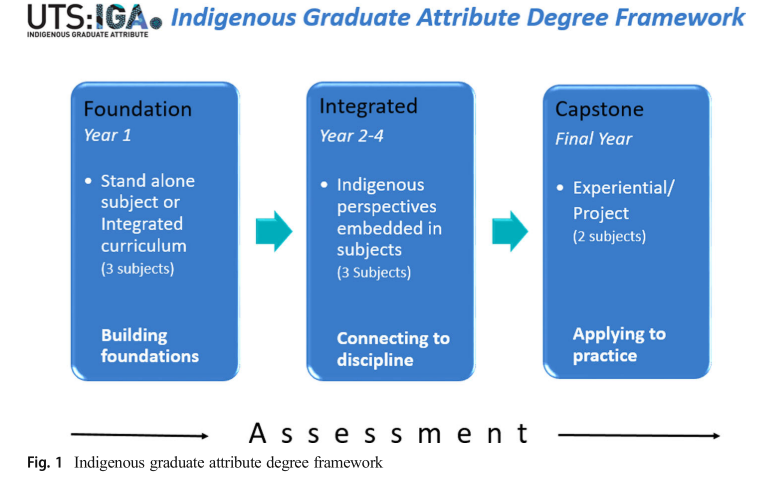 UTS:IGA.
INDIGENOUS GRADUATE ATTRIBUTE
Indigenous Graduate Attribute Degree Framework
Foundation
Year 1
• Stand alone
subject or
Integrated
curriculum
(3 subjects)
Building
foundations
Integrated
Year 2-4
• Indigenous
perspectives
embedded in
subjects
(3 Subjects)
Connecting to
discipline
Capstone
Final Year
• Experiential/
Project
(2 subjects)
Applying to
practice
Assessment
Fig. 1 Indigenous graduate attribute degree framework